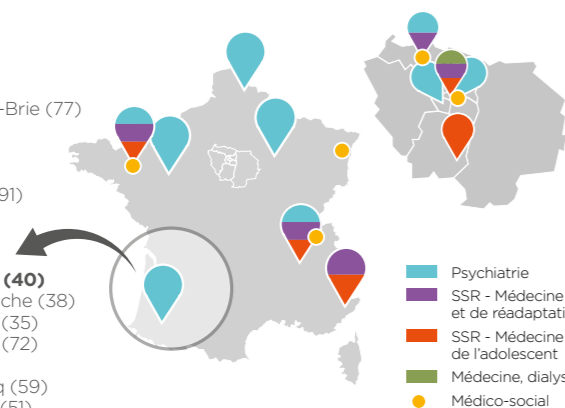 -Brie (77)
91)
(40)
che (38)
(35)
(72)
q (59)
(51)
Psychiatrie
SSR - Médecine
et de réadaptati
SSR - Médecine
de l'adolescent
Médecine, dialys
Médico-social